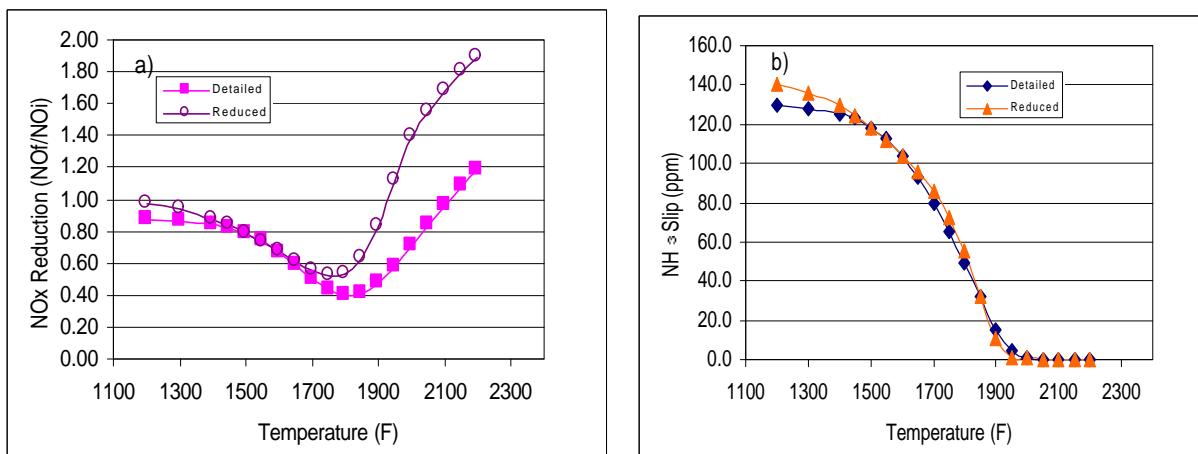 a)
Detailed
Reduced
NOx Reduction (NOf/NOi)
2.00
1.80
1.60
1.40
1.20
1.00
0.80
0.60
0.40
0.20
0.00
1100 1300 1500 1700 1900 2100 2300
Temperature (F)
b)
Detailed
Reduced
NH 3 Slip (ppm)
160.0
140.0
120.0
100.0
80.0
60.0
40.0
20.0
0.0
1100 1300 1500 1700 1900 2100 2300
Temperature (F)